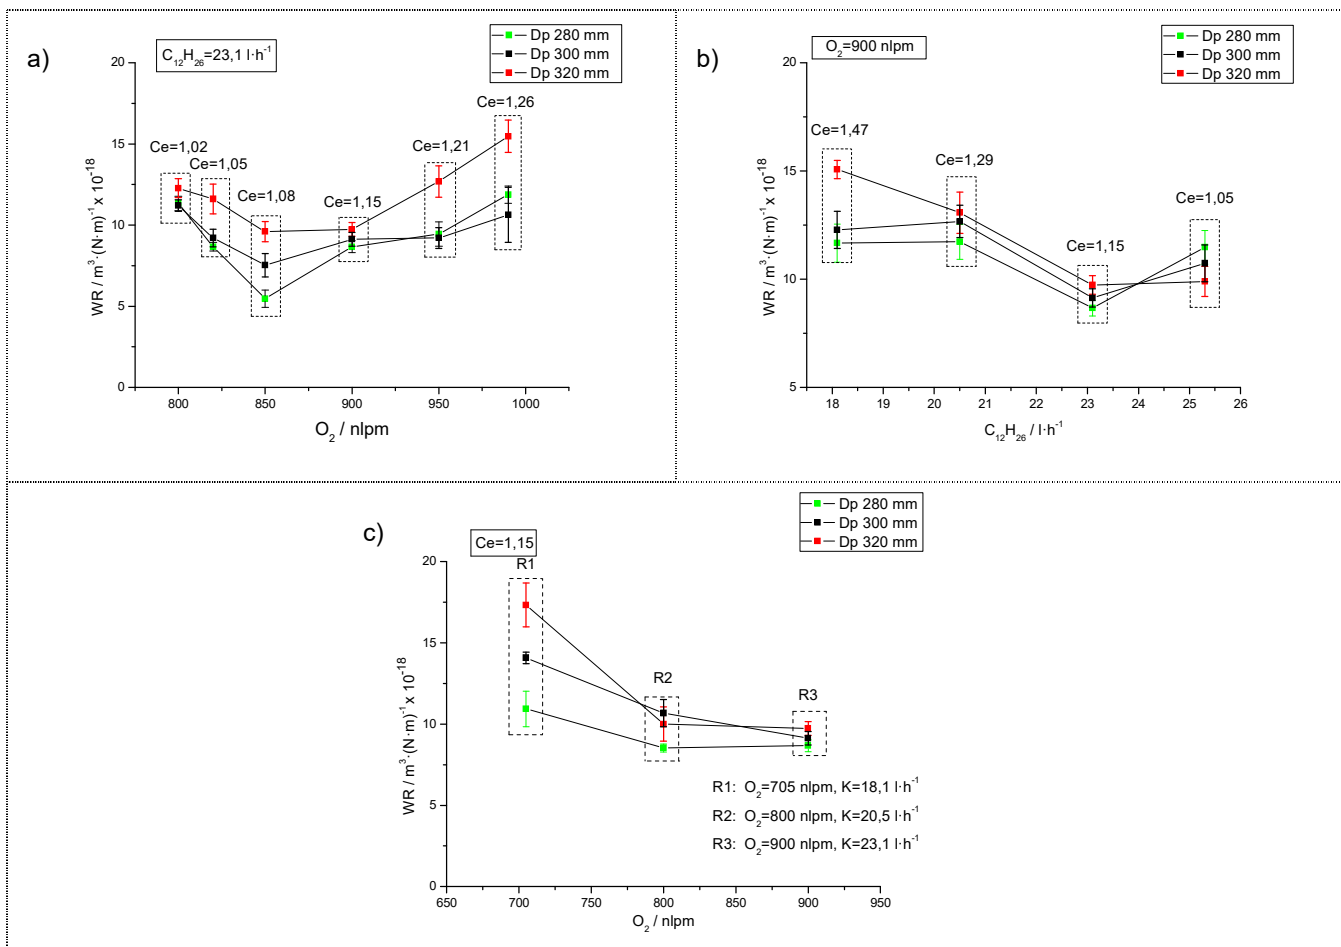 a)
C₁₂H₂₆=23,1 l·h⁻¹
Dp 280 mm
Dp 300 mm
Dp 320 mm
Ce=1,02
Ce=1,05
Ce=1,08
Ce=1,15
Ce=1,21
Ce=1,26
WR / m³·(N·m)⁻¹ x 10⁻¹⁸
20
15
10
5
0
800 850 900 950 1000
O₂ / nlpm
b)
O₂=900 nlpm
Dp 280 mm
Dp 300 mm
Dp 320 mm
Ce=1,47
Ce=1,29
Ce=1,15
Ce=1,05
WR / m³·(N·m)⁻¹ x 10⁻¹⁸
20
15
10
5
18 19 20 21 22 23 24 25 26
C₁₂H₂₆ / l·h⁻¹
c)
Ce=1,15
Dp 280 mm
Dp 300 mm
Dp 320 mm
R1
R2
R3
WR / m³·(N·m)⁻¹ x 10⁻¹⁸
20
15
10
5
0
R1: O₂=705 nlpm, K=18,1 l·h⁻¹
R2: O₂=800 nlpm, K=20,5 l·h⁻¹
R3: O₂=900 nlpm, K=23,1 l·h⁻¹
650 700 750 800 850 900 950
O₂ / nlpm